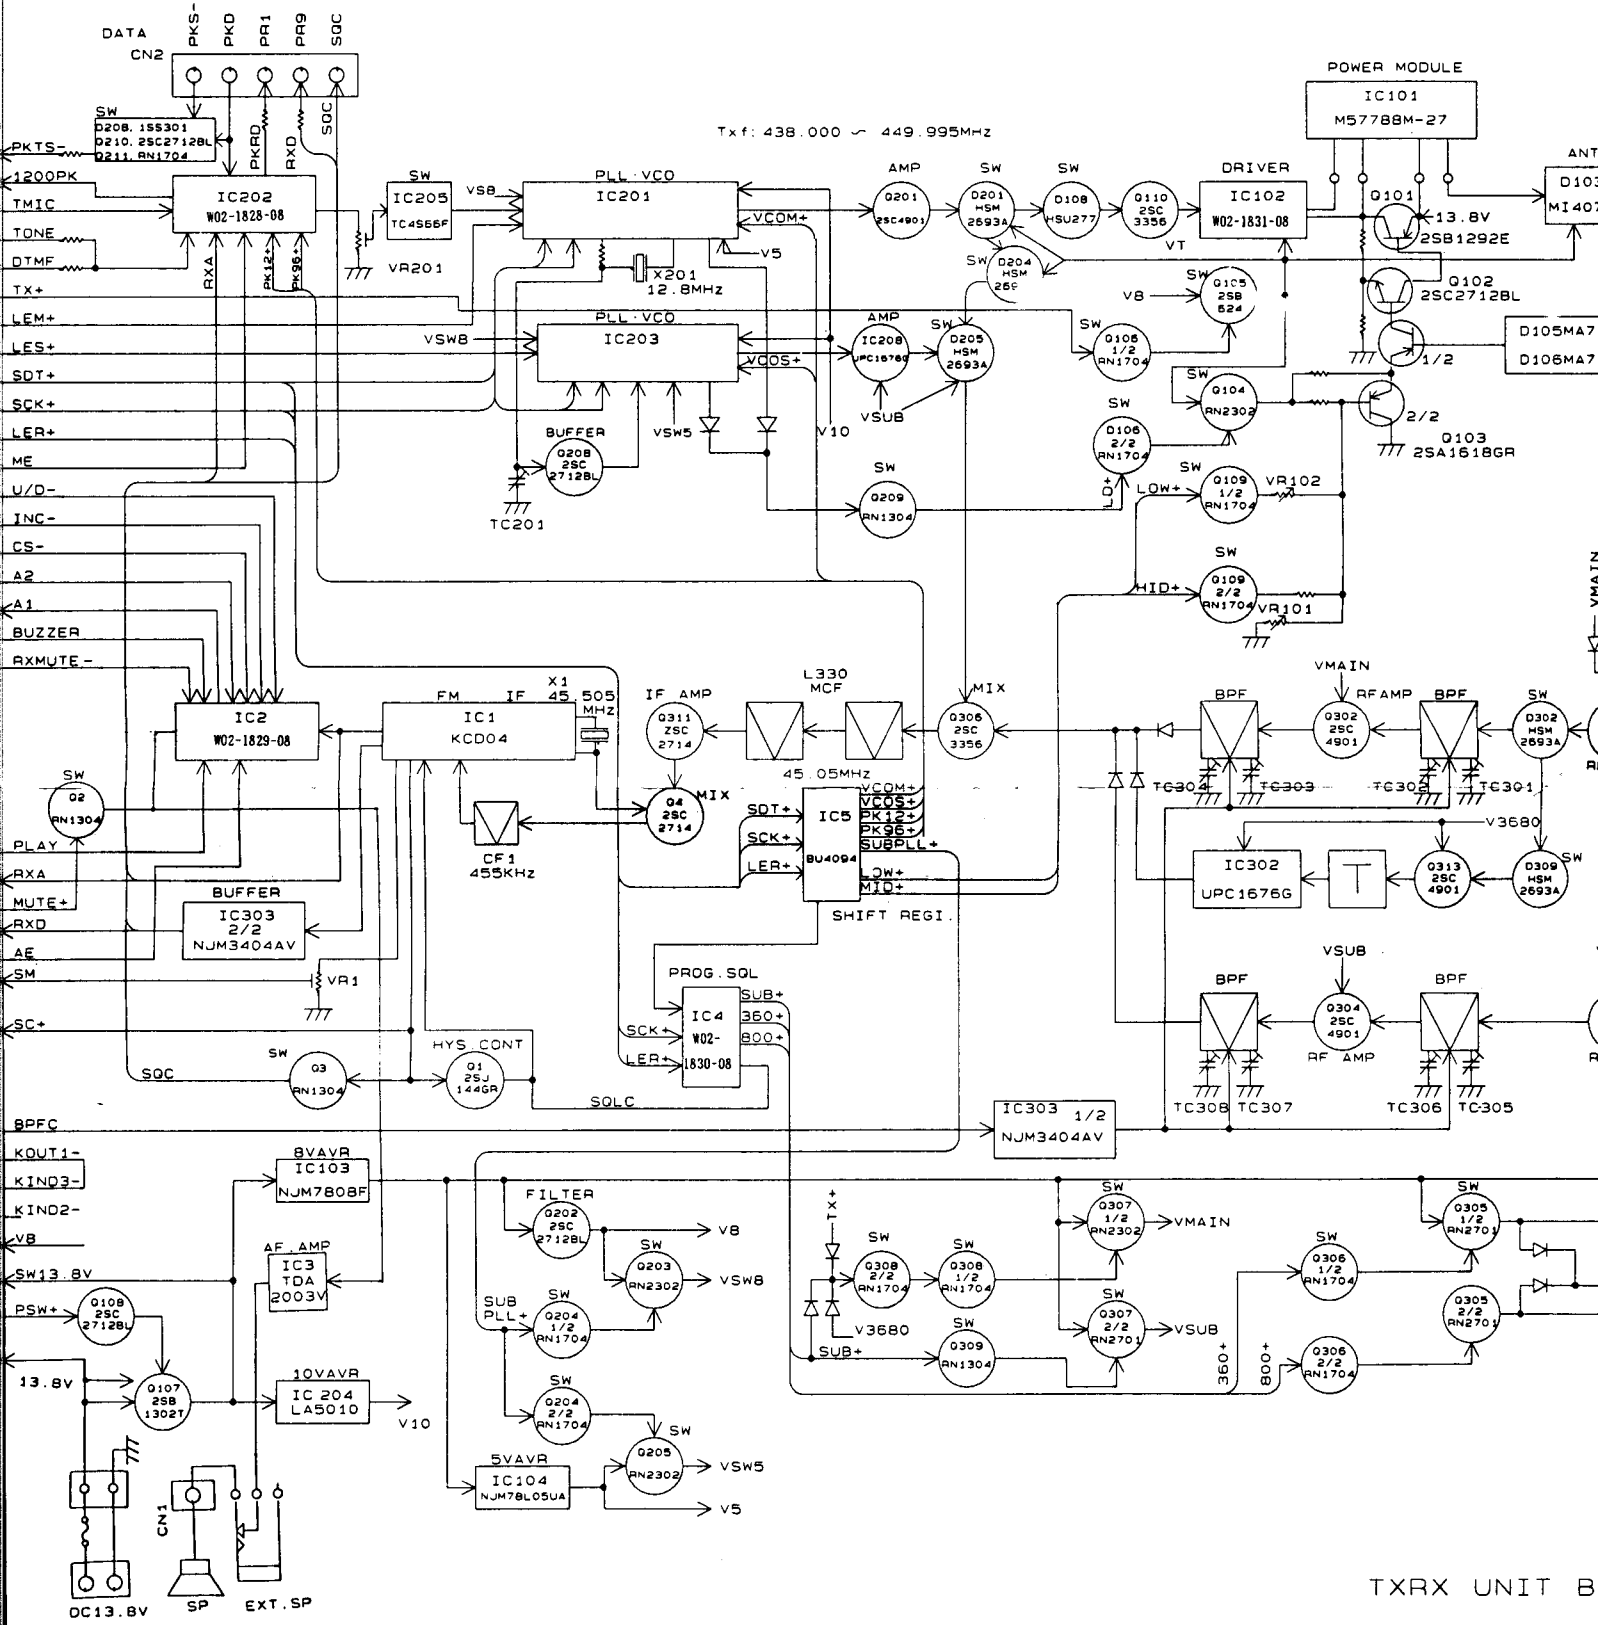 DATA
CN2
PKS-
PKD
PR1
PR9
SQC
SW
D208. 1SS301
D210. 2SC2712BL
D211. RN1704
PKRD
RXD
SQC
PKTS-
1200PK
TMIC
TONE
DTMF
TX+
LEM+
LES+
SDT+
SCK+
LER+
ME
U/D-
INC-
CS-
A2
A1
BUZZER
RXMUTE-
IC202
W02-1828-08
RXA
PK12+
PK96+
VR201
SW
IC205
TC4S66F
VS8
PLL·VCO
IC201
VCOM+
V5
X201
12.8MHz
PLL·VCO
IC203
VSW8
VCOS+
VSW5
V10
BUFFER
Q208
2SC
2712BL
TC201
Txf: 438.000 ~ 449.995MHz
AMP
Q201
2SC4901
SW
D201
HSM
2693A
SW
D108
HSU277
Q110
2SC
3356
VT
DRIVER
IC102
W02-1831-08
POWER MODULE
IC101
M57788M-27
ANT
D103
MI407
Q101
13.8V
2SB1292E
Q102
2SC2712BL
D105MA7
D106MA7
1/2
2/2
Q103
2SA1618GR
SW
D204
HSM
269
V8
SW
Q105
2SB
624
SW
Q106
1/2
RN1704
AMP
IC208
UPC1676G
VSUB
SW
D205
HSM
2693A
SW
Q104
RN2302
SW
D106
2/2
RN1704
LD+
LOW+
SW
Q109
1/2
RN1704
VR102
SW
Q209
RN1304
HID+
SW
Q109
2/2
RN1704
VR101
VMAIN
IC2
W02-1829-08
FM IF
IC1
KCD04
X1
45.505
MHz
IF AMP
Q311
2SC
2714
L330
MCF
45.05MHz
MIX
Q306
2SC
3356
VMAIN
BPF
RFAMP
Q302
2SC
4901
BPF
SW
D302
HSM
2693A
TC304
TC303
TC302
TC301
SW
Q2
RN1304
Q4
2SC
2714
MIX
CF1
455KHz
SDT+
SCK+
LER+
IC5
BU4094
SHIFT REGI.
VCOM+
VCOS+
PK12+
PK96+
SUBPLL+
LOW+
MID+
V3680
IC302
UPC1676G
T
Q313
2SC
4901
D309
HSM
2693A
SW
PLAY
RXA
MUTE+
RXD
AE
SM
SC+
BUFFER
IC303
2/2
NJM3404AV
VR1
PROG.SQL
IC4
W02-
1830-08
SUB+
360+
800+
SCK+
LER+
SQLC
SQC
SW
Q3
RN1304
HYS.CONT
Q1
2SJ
144GR
VSUB
BPF
Q304
2SC
4901
RF AMP
BPF
TC308
TC307
TC306
TC305
BPFC
IC303 1/2
NJM3404AV
KOUT1-
KIND3-
KIND2-
V8
SW13.8V
PSW+
13.8V
8VAVR
IC103
NJM7808F
FILTER
Q202
2SC
2712BL
V8
SW
Q203
RN2302
VSW8
AF.AMP
IC3
TDA
2003V
Q108
2SC
2712BL
Q107
2SB
1302T
10VAVR
IC 204
LA5010
V10
SUB
PLL+
SW
Q204
1/2
RN1704
SW
Q204
2/2
RN1704
SW
Q205
RN2302
VSW5
5VAVR
IC104
NJM78L05UA
V5
TX+
SW
Q308
2/2
RN1704
SW
Q308
1/2
RN1704
V3680
SUB+
SW
Q309
RN1304
SW
Q307
1/2
RN2302
VMAIN
SW
Q307
2/2
RN2701
VSUB
360+
800+
SW
Q306
1/2
RN1704
Q306
2/2
RN1704
SW
Q305
1/2
RN2701
Q305
2/2
RN2701
CN1
DC13.8V
SP
EXT.SP
TXRX UNIT B